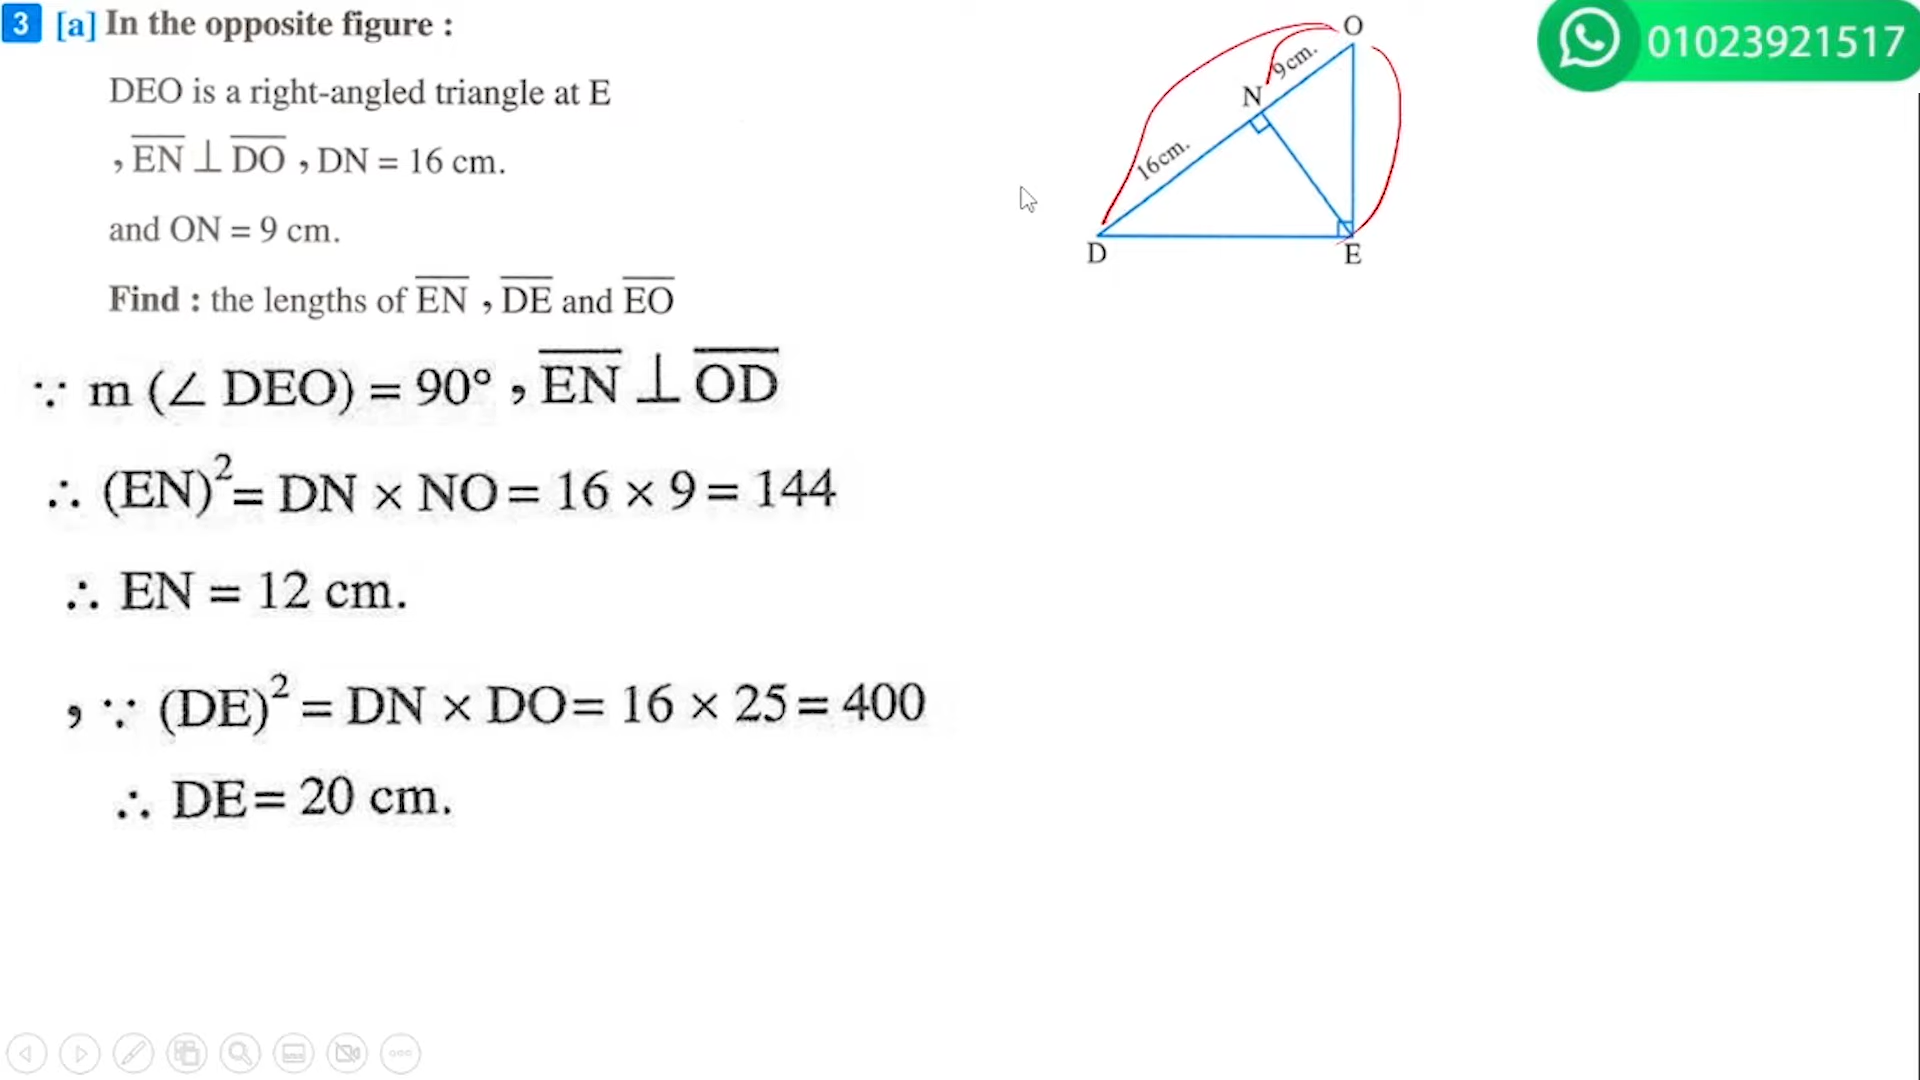 3 [a] In the opposite figure :
DEO is a right-angled triangle at E
, EN ⊥ DO , DN = 16 cm.
and ON = 9 cm.
Find : the lengths of EN , DE and EO
O
9cm.
N
16cm.
D
E
01023921517
∵ m (∠ DEO) = 90° , EN ⊥ OD
∴ (EN)² = DN × NO = 16 × 9 = 144
∴ EN = 12 cm.
, ∵ (DE)² = DN × DO = 16 × 25 = 400
∴ DE = 20 cm.